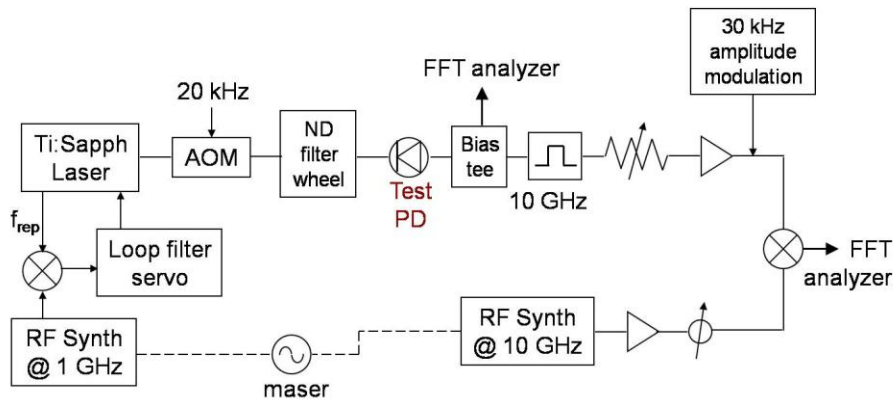 30 kHz
amplitude
modulation
FFT analyzer
20 kHz
Ti:Sapph
Laser
AOM
ND
filter
wheel
Test
PD
Bias
tee
10 GHz
f_rep
Loop filter
servo
FFT
analyzer
RF Synth
@ 1 GHz
maser
RF Synth
@ 10 GHz